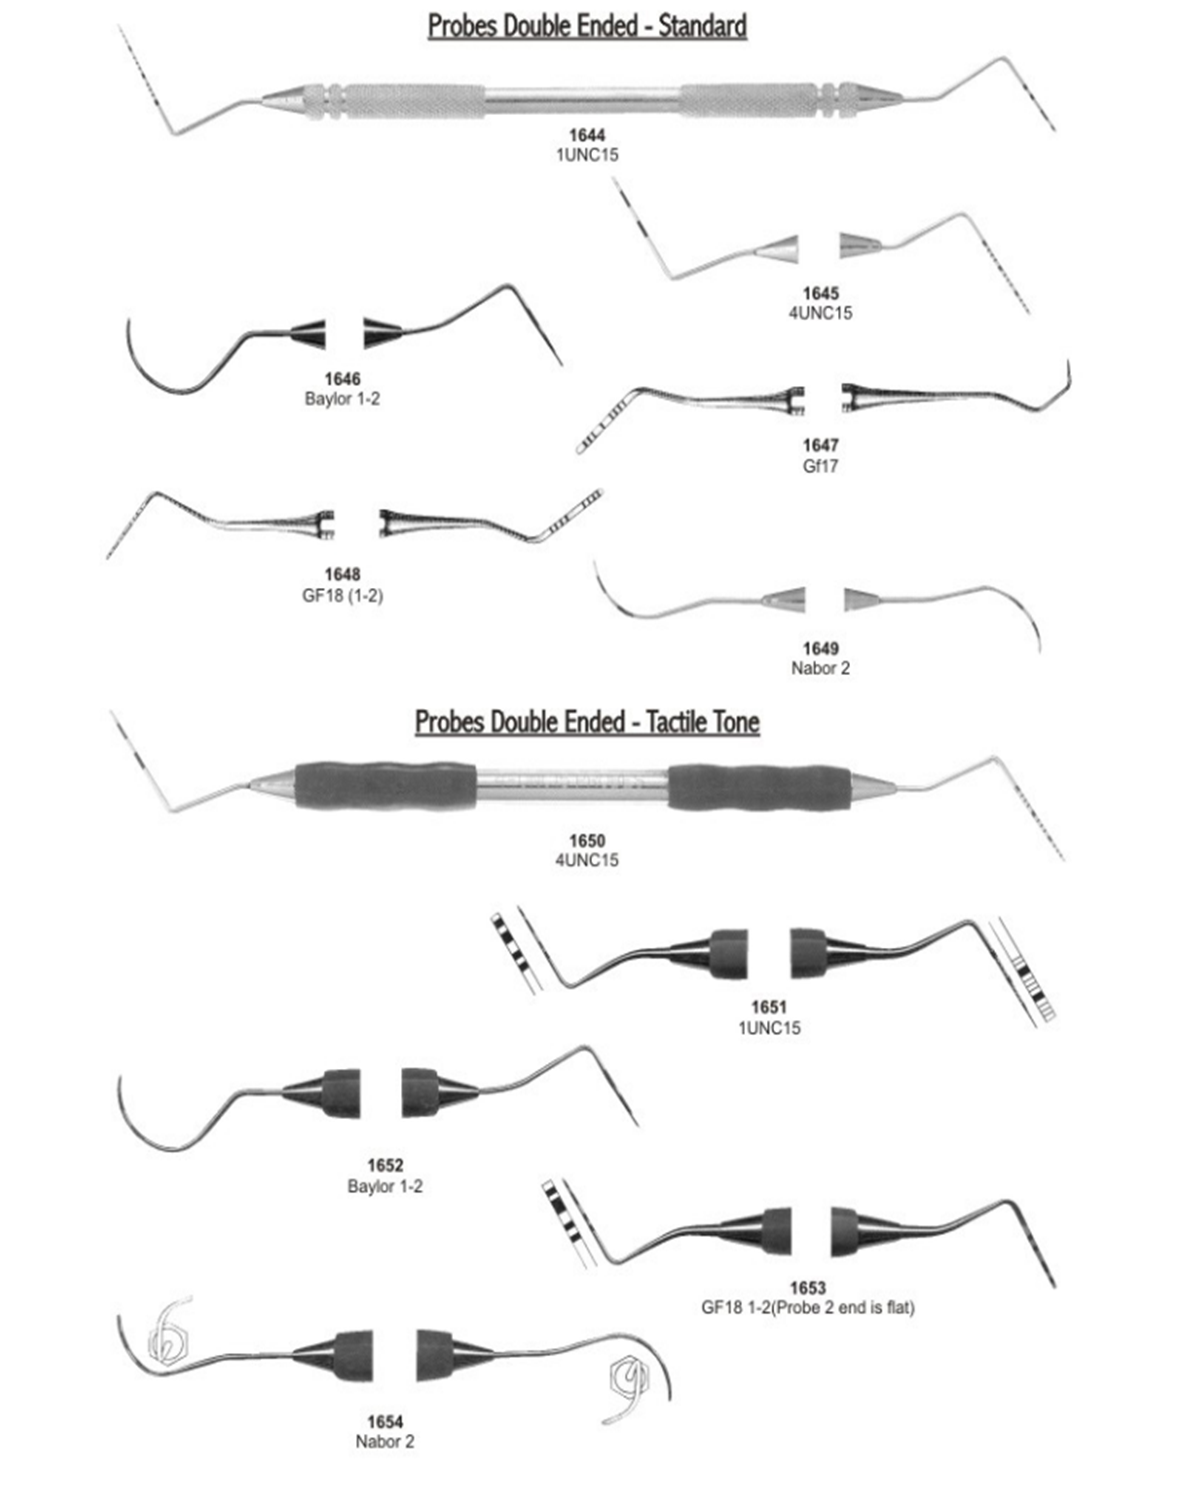 Probes Double Ended - Standard
1644
1UNC15
1645
4UNC15
1646
Baylor 1-2
1647
Gf17
1648
GF18 (1-2)
1649
Nabor 2
Probes Double Ended - Tactile Tone
1650
4UNC15
1651
1UNC15
1652
Baylor 1-2
1653
GF18 1-2(Probe 2 end is flat)
1654
Nabor 2